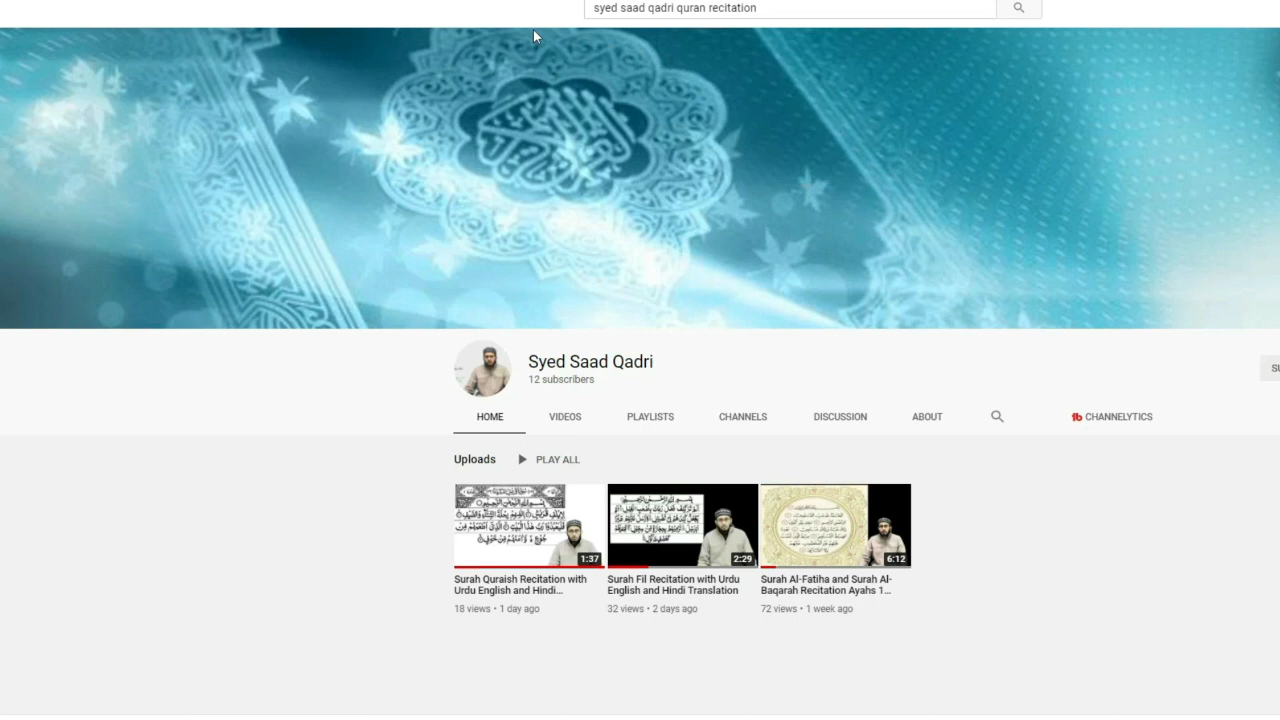 syed saad qadri quran recitation
Syed Saad Qadri
12 subscribers
SU
HOME VIDEOS PLAYLISTS CHANNELS DISCUSSION ABOUT CHANNELYTICS
Uploads PLAY ALL
1:37 2:29 6:12
Surah Quraish Recitation with
Urdu English and Hindi...
18 views • 1 day ago
Surah Fil Recitation with Urdu
English and Hindi Translation
32 views • 2 days ago
Surah Al-Fatiha and Surah Al-
Baqarah Recitation Ayahs 1...
72 views • 1 week ago